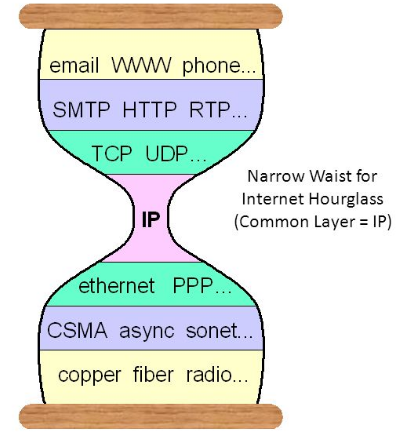 email WWW phone...
SMTP HTTP RTP...
TCP UDP...
IP
Narrow Waist for
Internet Hourglass
(Common Layer = IP)
ethernet PPP...
CSMA async sonet...
copper fiber radio...